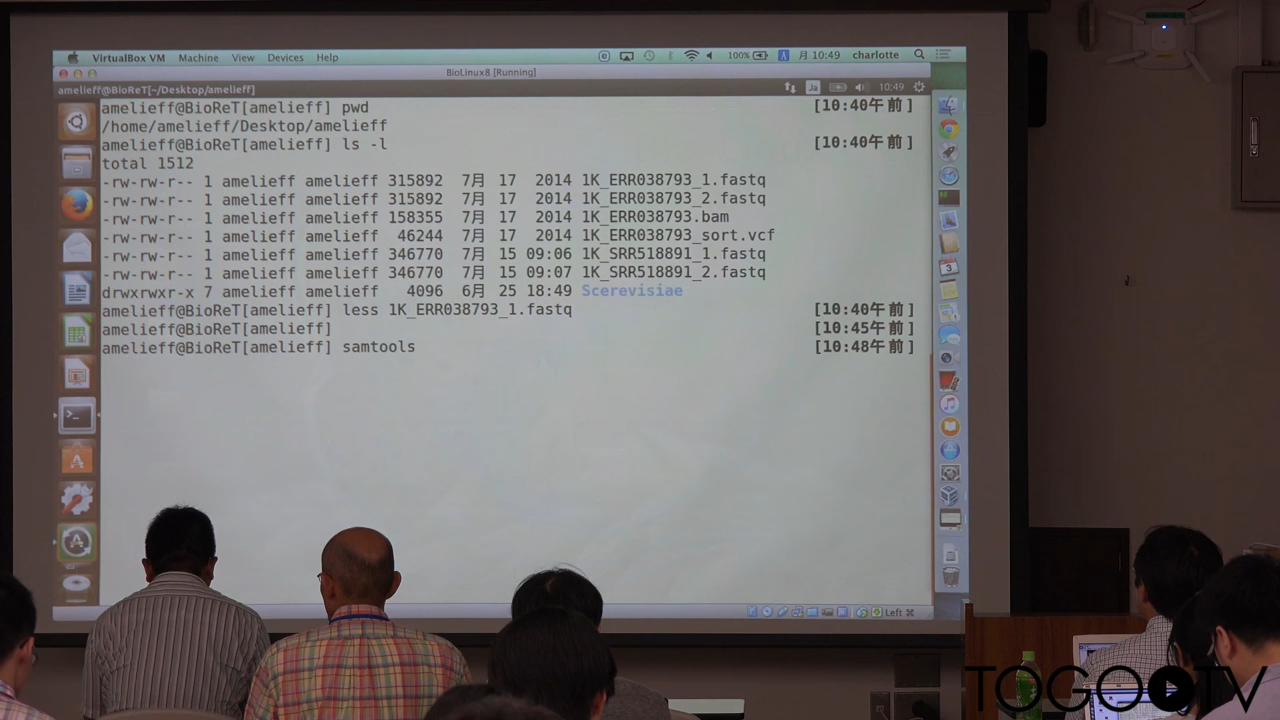 VirtualBox VM Machine View Devices Help 100% 月 10:49 charlotte
BioLinux8 [Running]
amelieff@BioReT[~/Desktop/amelieff] Ja 10:49
amelieff@BioReT[amelieff] pwd [10:40午前]
/home/amelieff/Desktop/amelieff
amelieff@BioReT[amelieff] ls -l [10:40午前]
total 1512
-rw-rw-r-- 1 amelieff amelieff 315892 7月 17 2014 1K_ERR038793_1.fastq
-rw-rw-r-- 1 amelieff amelieff 315892 7月 17 2014 1K_ERR038793_2.fastq
-rw-rw-r-- 1 amelieff amelieff 158355 7月 17 2014 1K_ERR038793.bam
-rw-rw-r-- 1 amelieff amelieff 46244 7月 17 2014 1K_ERR038793_sort.vcf
-rw-rw-r-- 1 amelieff amelieff 346770 7月 15 09:06 1K_SRR518891_1.fastq
-rw-rw-r-- 1 amelieff amelieff 346770 7月 15 09:07 1K_SRR518891_2.fastq
drwxrwxr-x 7 amelieff amelieff 4096 6月 25 18:49 Scerevisiae
amelieff@BioReT[amelieff] less 1K_ERR038793_1.fastq [10:40午前]
amelieff@BioReT[amelieff] [10:45午前]
amelieff@BioReT[amelieff] samtools [10:48午前]
3
Left ⌘
TOGO TV